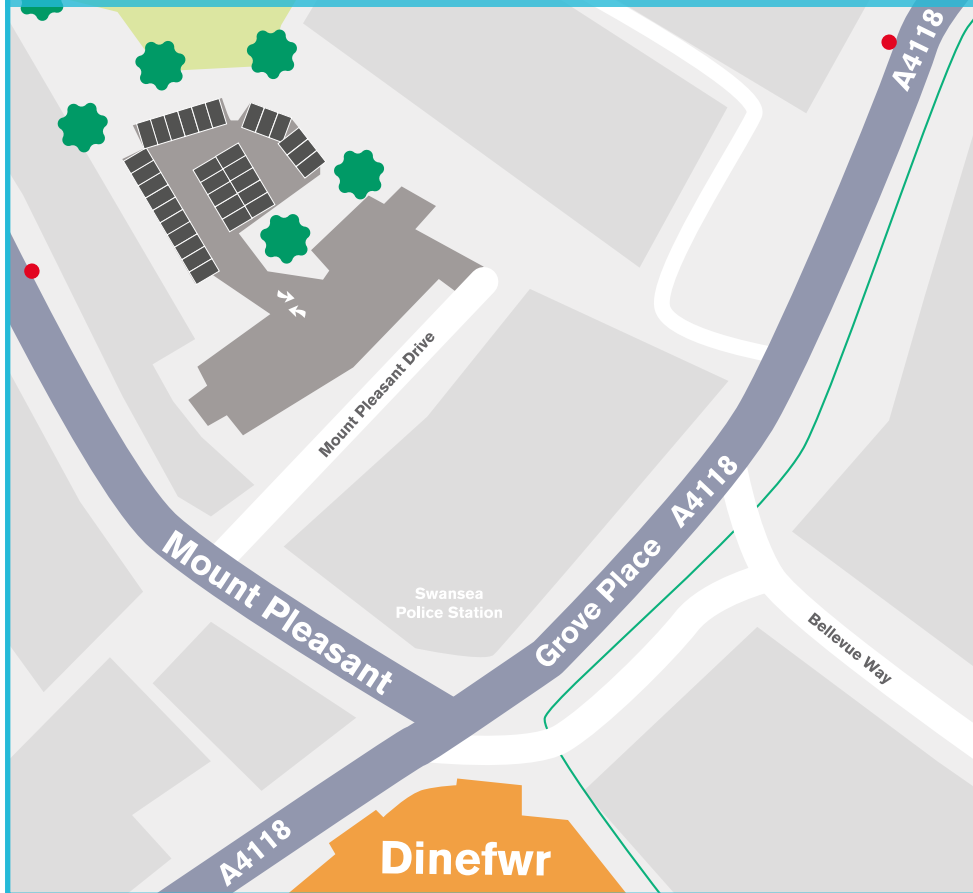 A4118
Mount Pleasant Drive
A4118
Mount Pleasant
Grove Place
Swansea
Police Station
Bellevue Way
A4118
Dinefwr